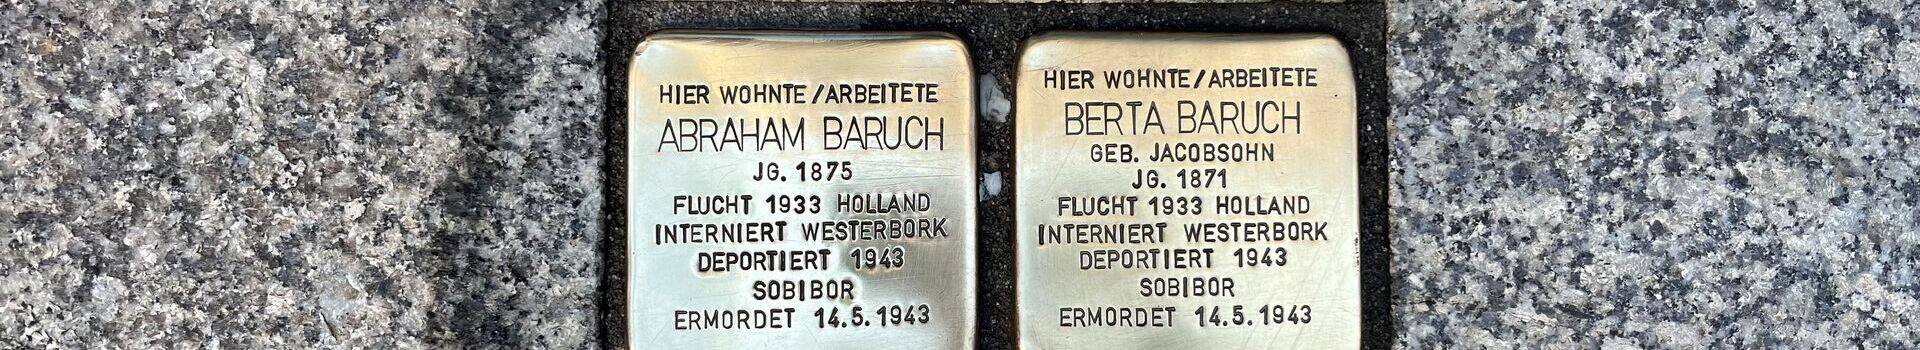 HIER WOHNTE/ARBEITETE
ABRAHAM BARUCH
JG. 1875
FLUCHT 1933 HOLLAND
INTERNIERT WESTERBORK
DEPORTIERT 1943
SOBIBOR
ERMORDET 14.5.1943
HIER WOHNTE/ARBEITETE
BERTA BARUCH
GEB. JACOBSOHN
JG. 1871
FLUCHT 1933 HOLLAND
INTERNIERT WESTERBORK
DEPORTIERT 1943
SOBIBOR
ERMORDET 14.5.1943